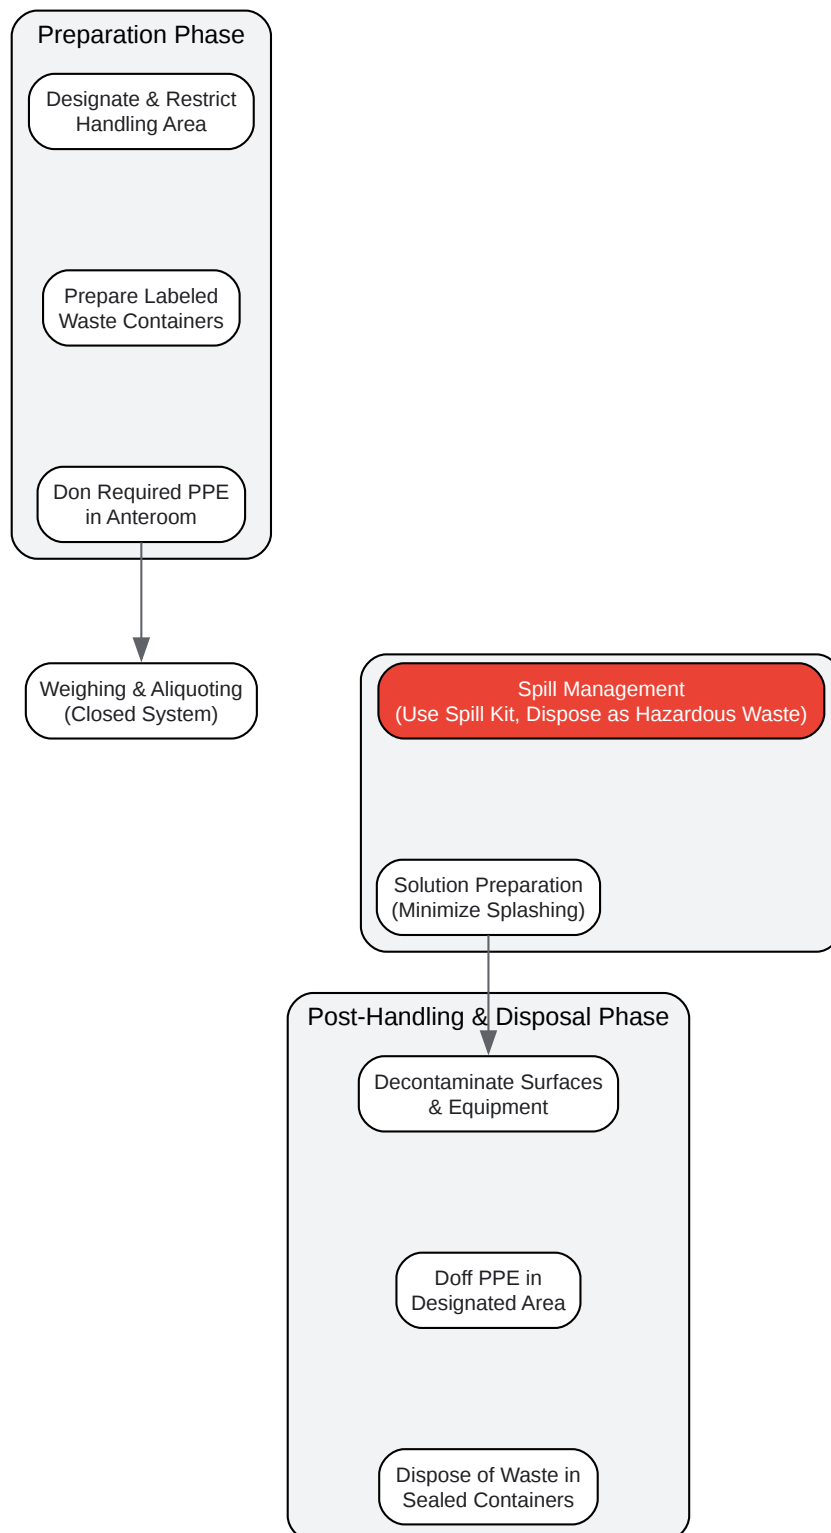 Preparation Phase
Designate & Restrict
Handling Area
Prepare Labeled
Waste Containers
Don Required PPE
in Anteroom
Weighing & Aliquoting
(Closed System)
Spill Management
(Use Spill Kit, Dispose as Hazardous Waste)
Solution Preparation
(Minimize Splashing)
Post-Handling & Disposal Phase
Decontaminate Surfaces
& Equipment
Doff PPE in
Designated Area
Dispose of Waste in
Sealed Containers